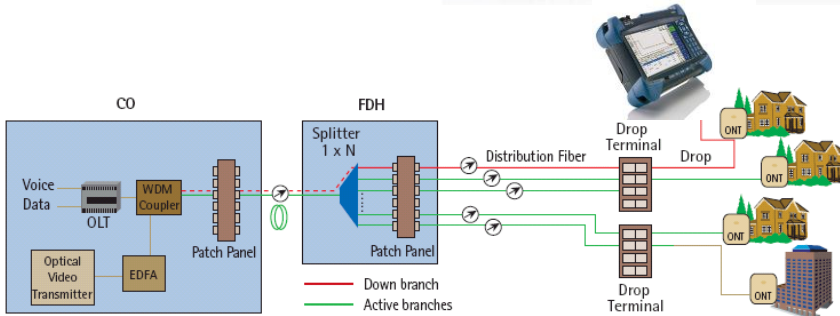 CO
Voice
Data
OLT
WDM
Coupler
Patch Panel
Optical
Video
Transmitter
EDFA
FDH
Splitter
1 x N
Patch Panel
Distribution Fiber
Drop
Terminal
Drop
ONT
ONT
ONT
ONT
Drop
Terminal
Down branch
Active branches